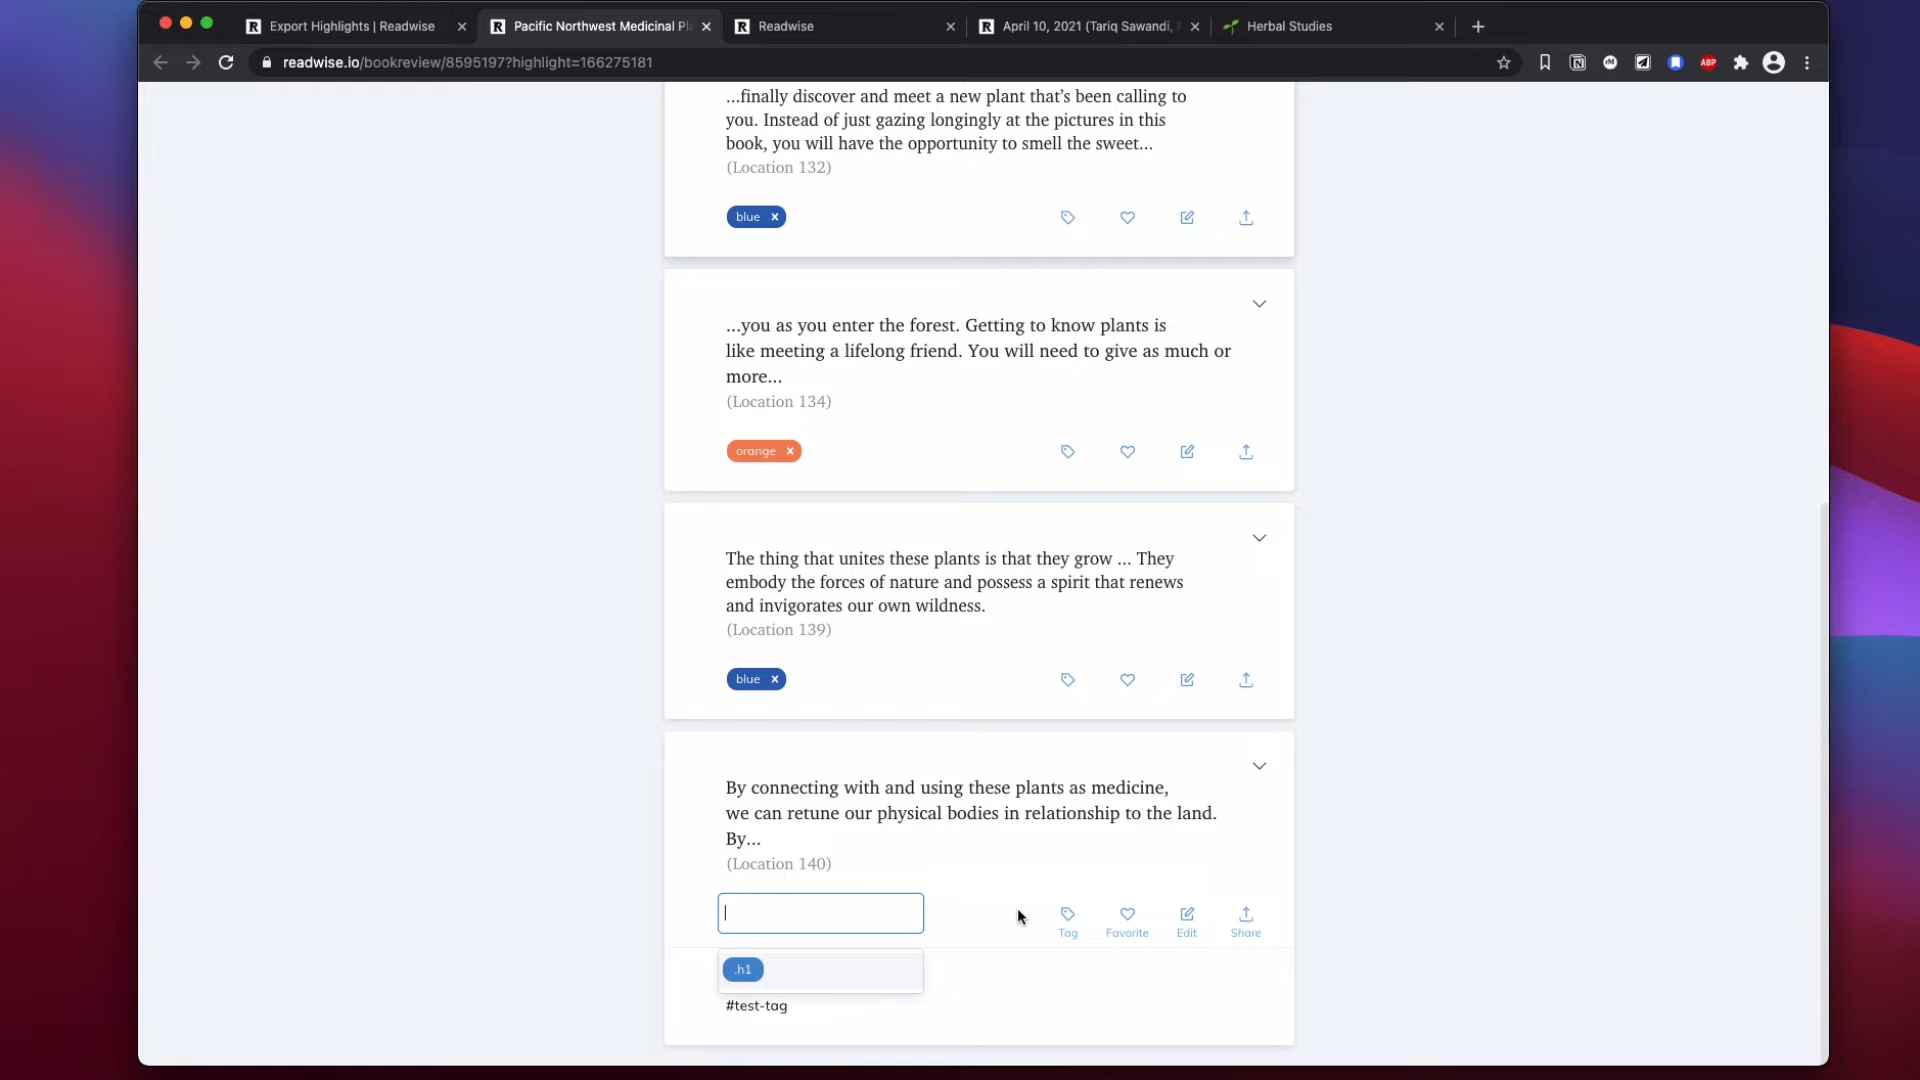 Export Highlights | Readwise
Pacific Northwest Medicinal Pl
Readwise
April 10, 2021 (Tariq Sawandi,
Herbal Studies
readwise.io/bookreview/8595197?highlight=166275181
ABP
...finally discover and meet a new plant that's been calling to
you. Instead of just gazing longingly at the pictures in this
book, you will have the opportunity to smell the sweet...
(Location 132)
blue x
...you as you enter the forest. Getting to know plants is
like meeting a lifelong friend. You will need to give as much or
more...
(Location 134)
orange x
The thing that unites these plants is that they grow ... They
embody the forces of nature and possess a spirit that renews
and invigorates our own wildness.
(Location 139)
blue x
By connecting with and using these plants as medicine,
we can retune our physical bodies in relationship to the land.
By...
(Location 140)
Tag Favorite Edit Share
.h1
#test-tag